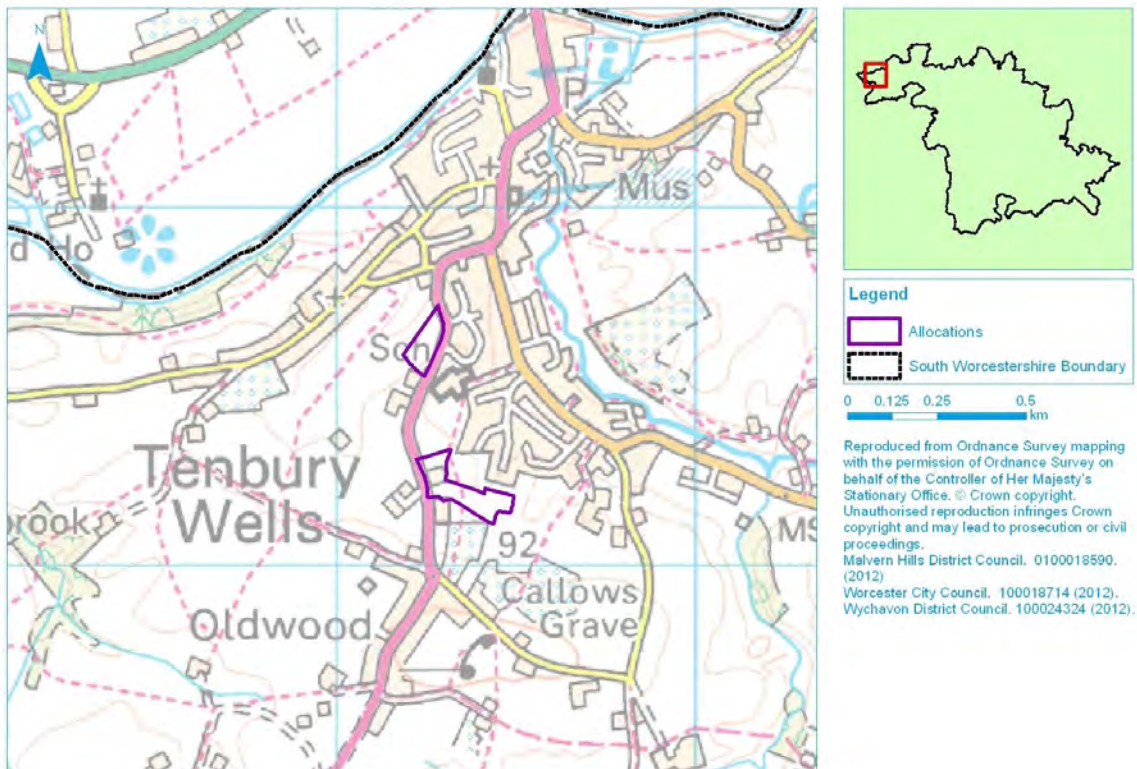 N
P
Mus
d Ho
Sch
Tenbury
Wells
brook
92
MS
Callows
Grave
Oldwood
Legend
Allocations
South Worcestershire Boundary
0 0.125 0.25 0.5
km
Reproduced from Ordnance Survey mapping
with the permission of Ordnance Survey on
behalf of the Controller of Her Majesty's
Stationary Office. © Crown copyright.
Unauthorised reproduction infringes Crown
copyright and may lead to prosecution or civil
proceedings.
Malvern Hills District Council. 0100018590.
(2012)
Worcester City Council. 100018714 (2012).
Wychavon District Council. 100024324 (2012).